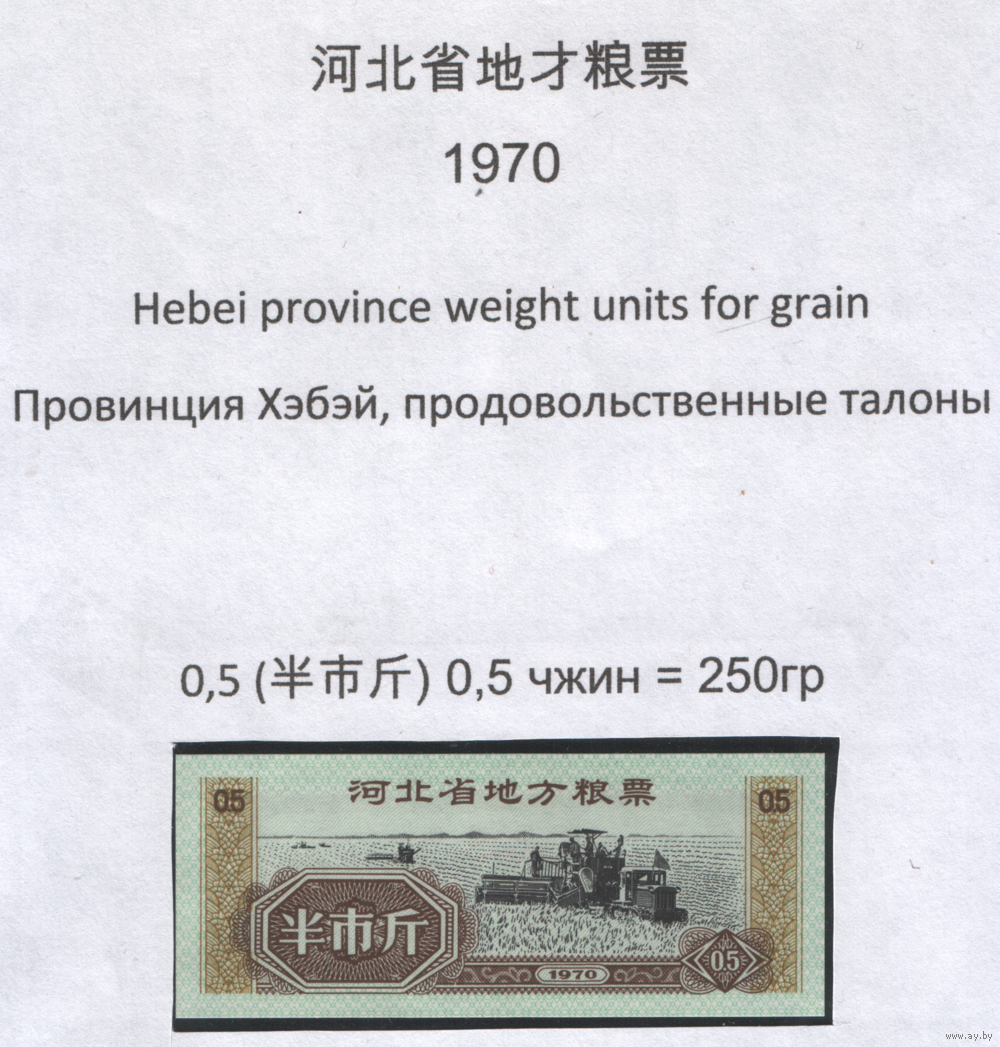 河北省地才粮票
1970
Hebei province weight units for grain
Провинция Хэбэй, продовольственные талоны
0,5 (半市斤) 0,5 чжин = 250гр
河北省地方粮票
05 05
半市斤
05
1970
www.ay.by